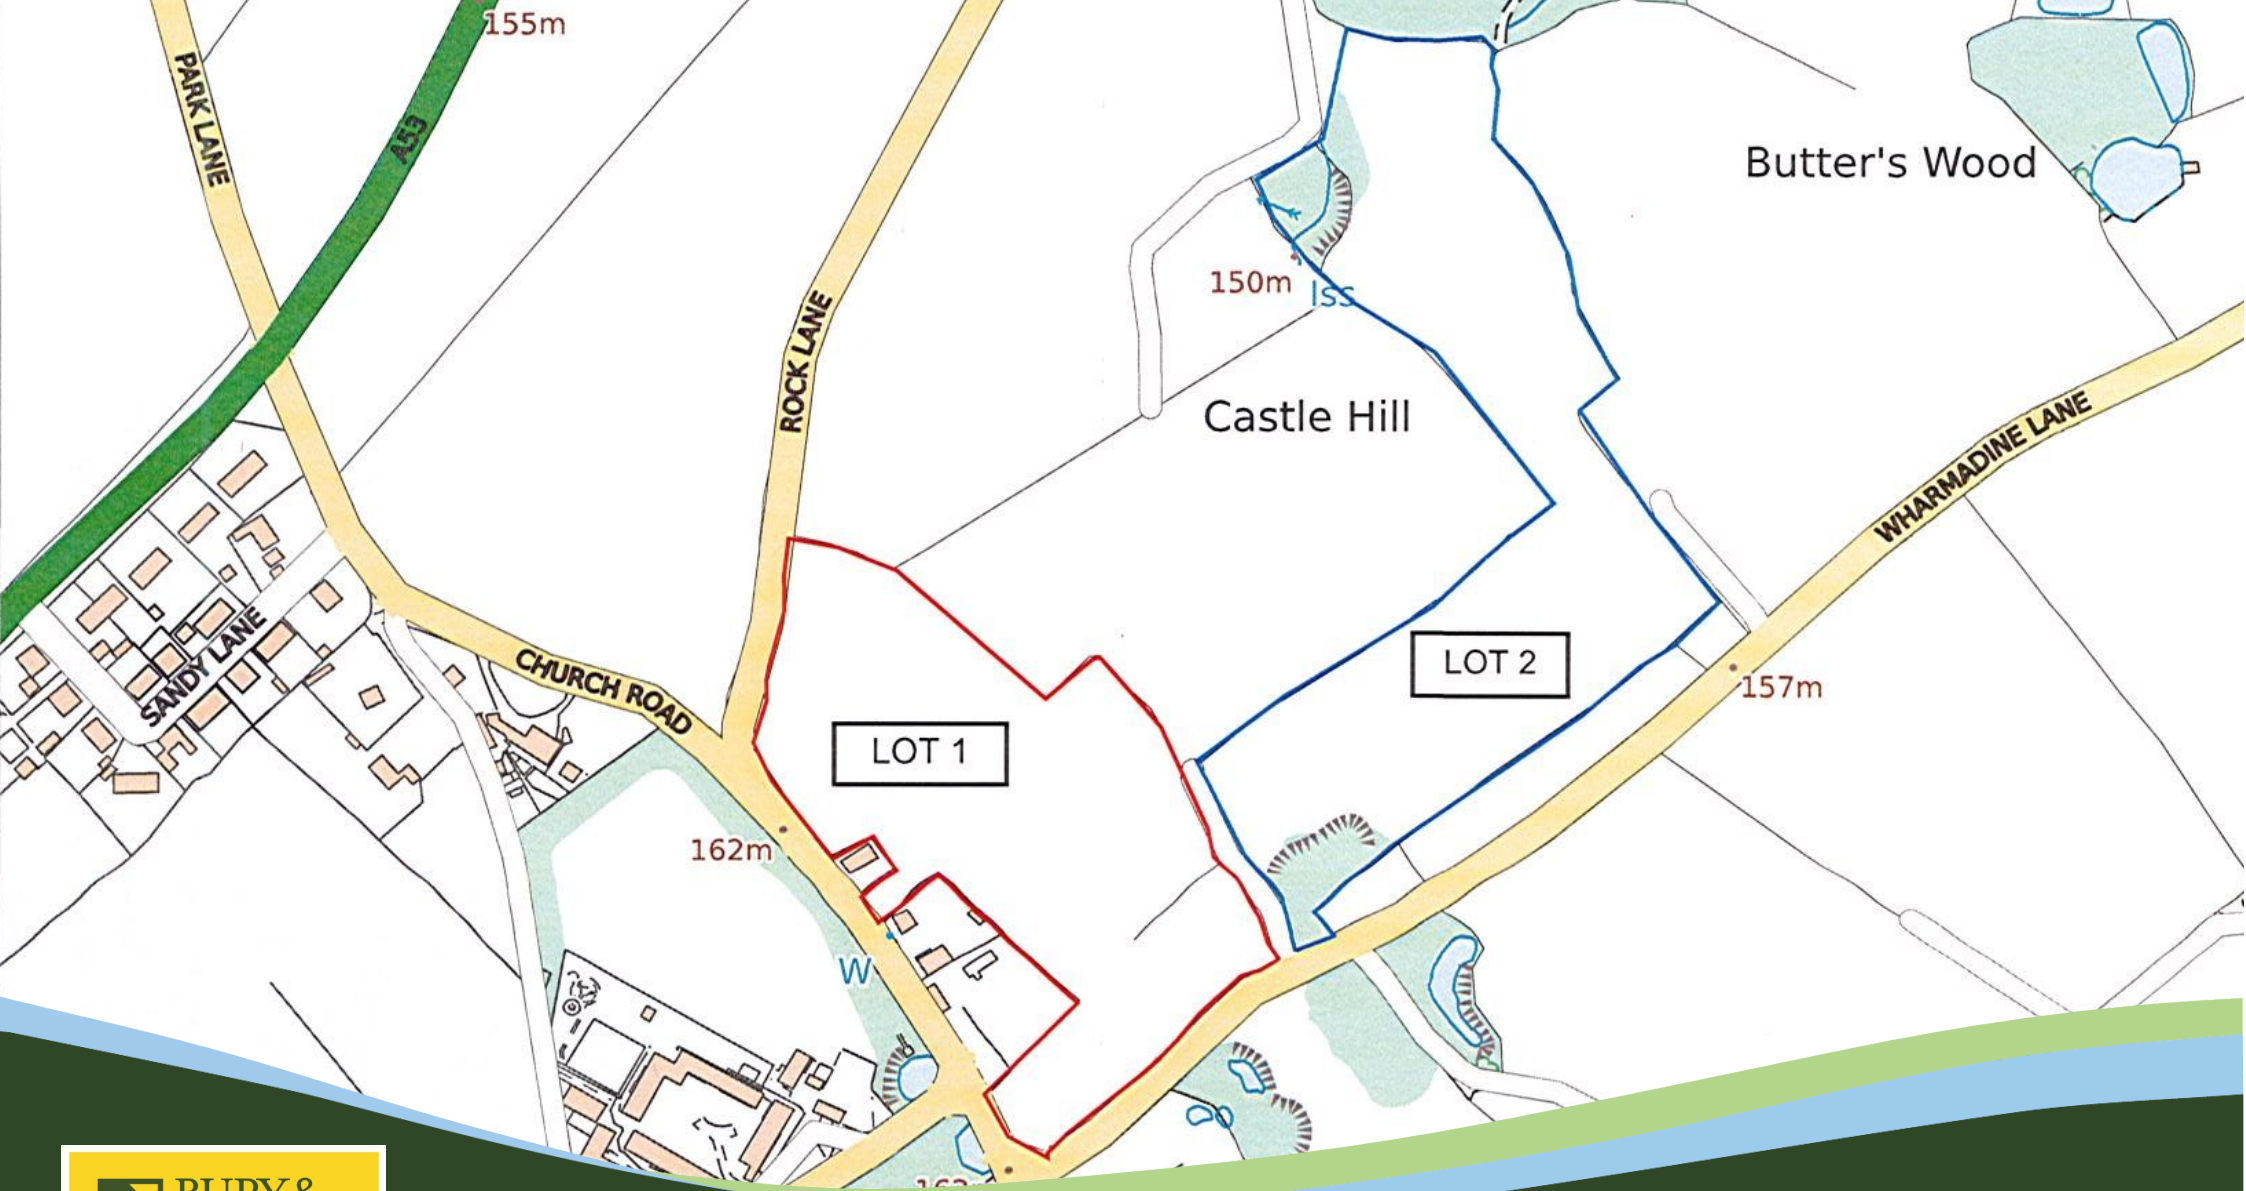 155m
PARK LANE
A53
Butter's Wood
150m
Iss
ROCK LANE
Castle Hill
WHARMADINE LANE
SANDY LANE
CHURCH ROAD
LOT 2
157m
LOT 1
162m
W